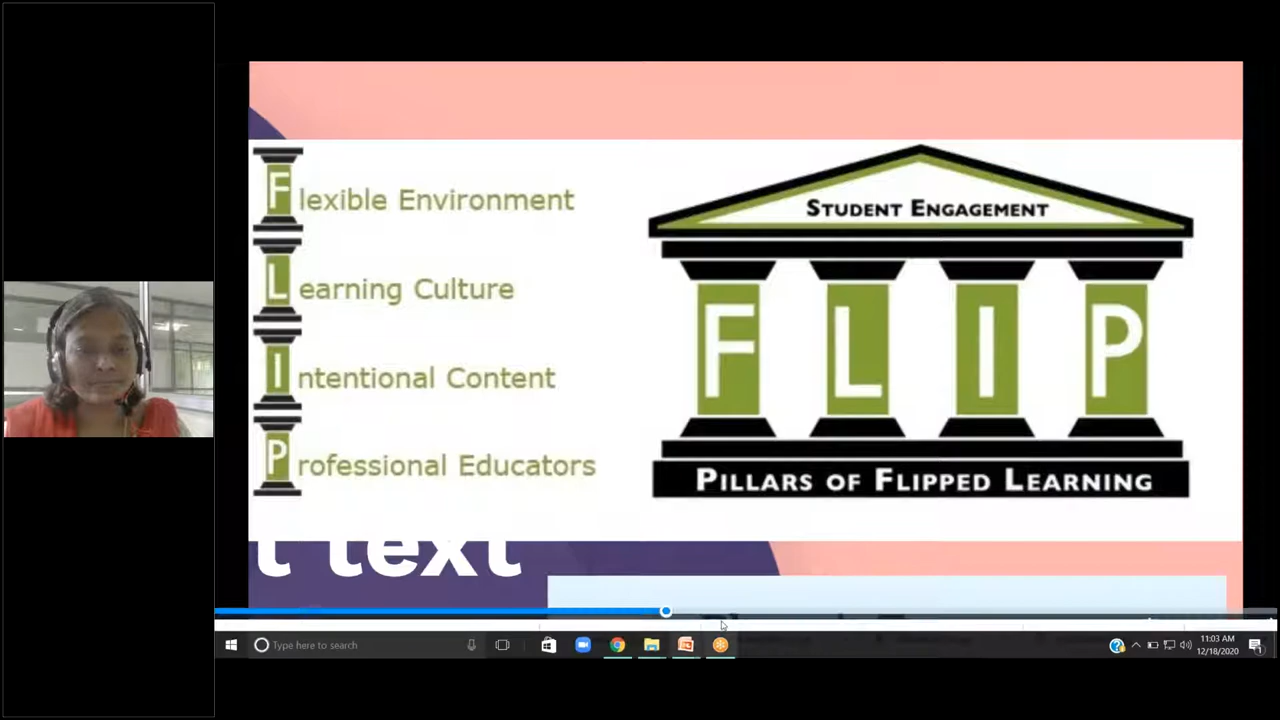 Flexible Environment
Learning Culture
Intentional Content
Professional Educators
STUDENT ENGAGEMENT
F L I P
PILLARS OF FLIPPED LEARNING
t text
Type here to search
11:03 AM
12/18/2020